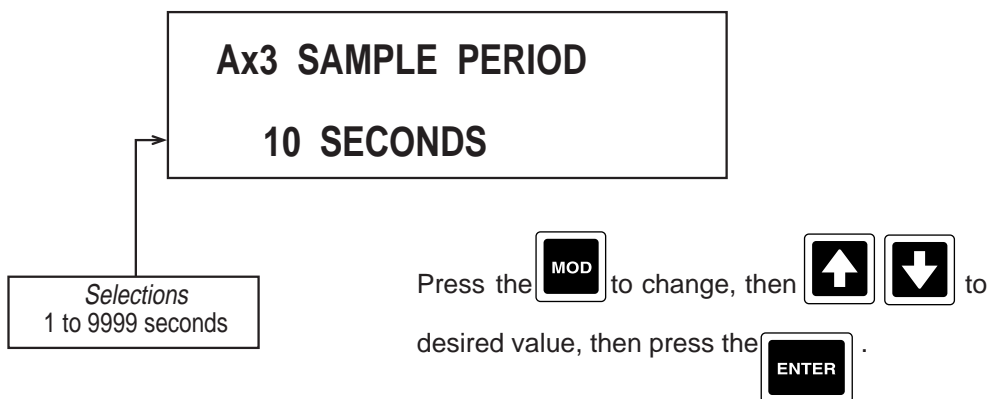 Ax3 SAMPLE PERIOD
10 SECONDS
Selections
1 to 9999 seconds
Press the MOD to change, then to
desired value, then press the ENTER .